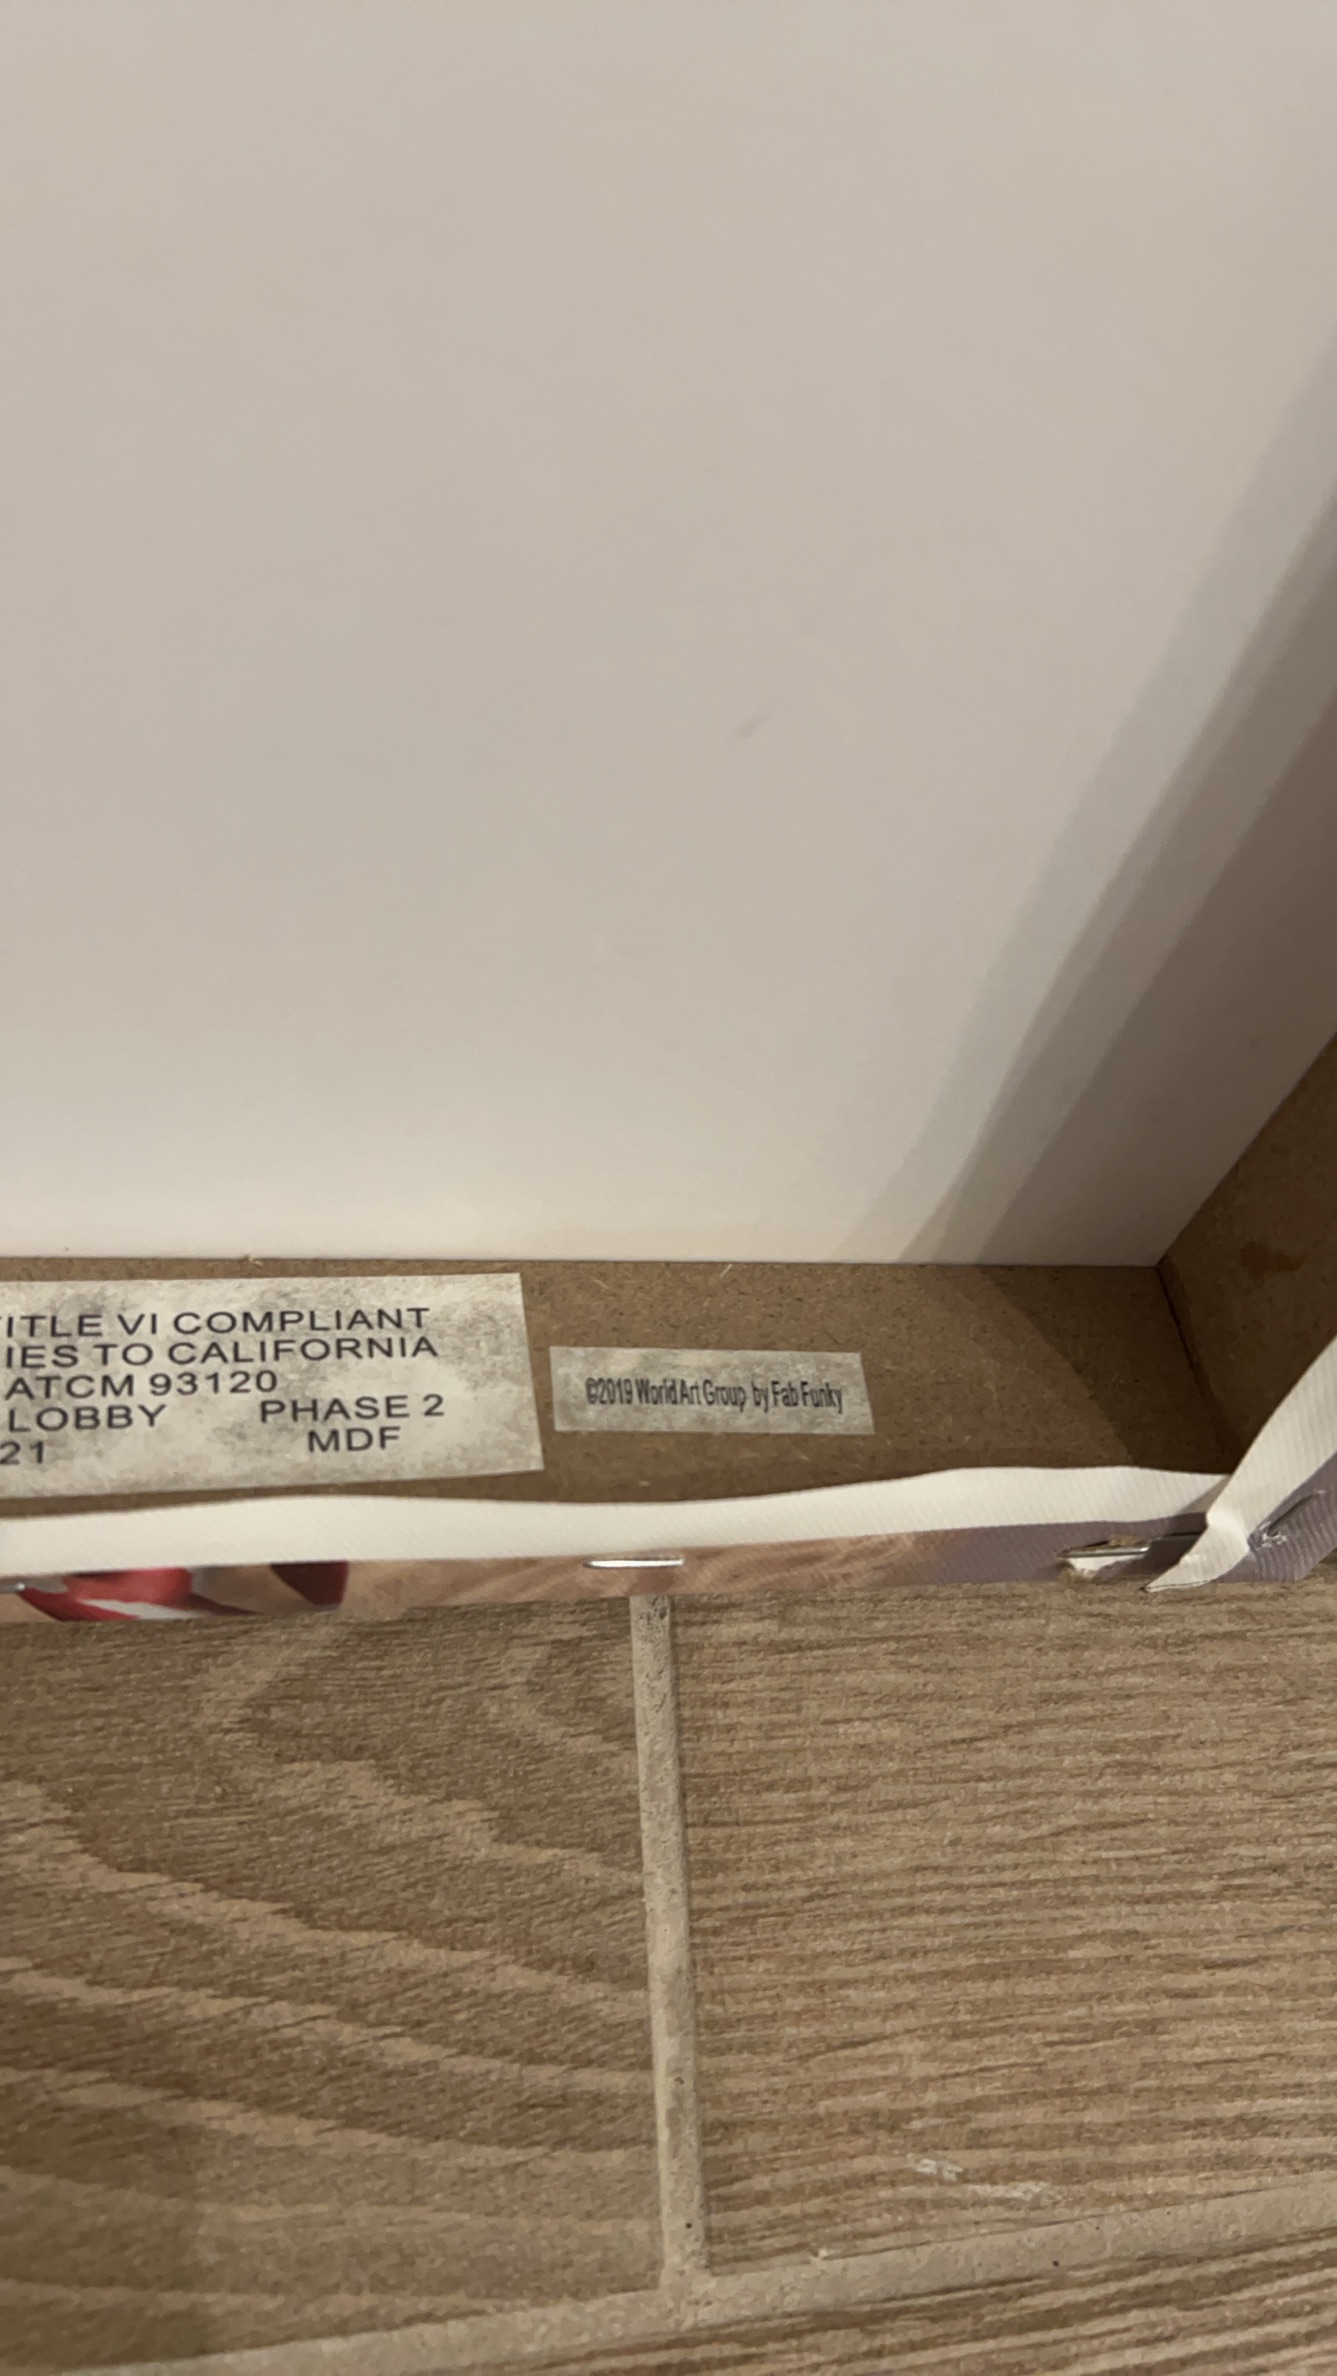 TITLE VI COMPLIANT
IES TO CALIFORNIA
ATCM 93120
LOBBY PHASE 2
21 MDF
©2019 World Art Group by Fab Funky